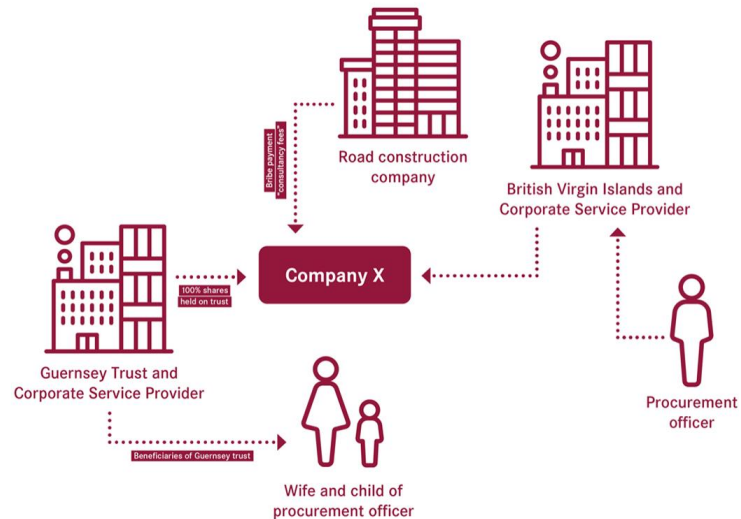 Road construction
company
Bribe payment
"consultancy fees"
British Virgin Islands and
Corporate Service Provider
Company X
100% shares
held on trust
Guernsey Trust and
Corporate Service Provider
Procurement
officer
Beneficiaries of Guernsey trust
Wife and child of
procurement officer